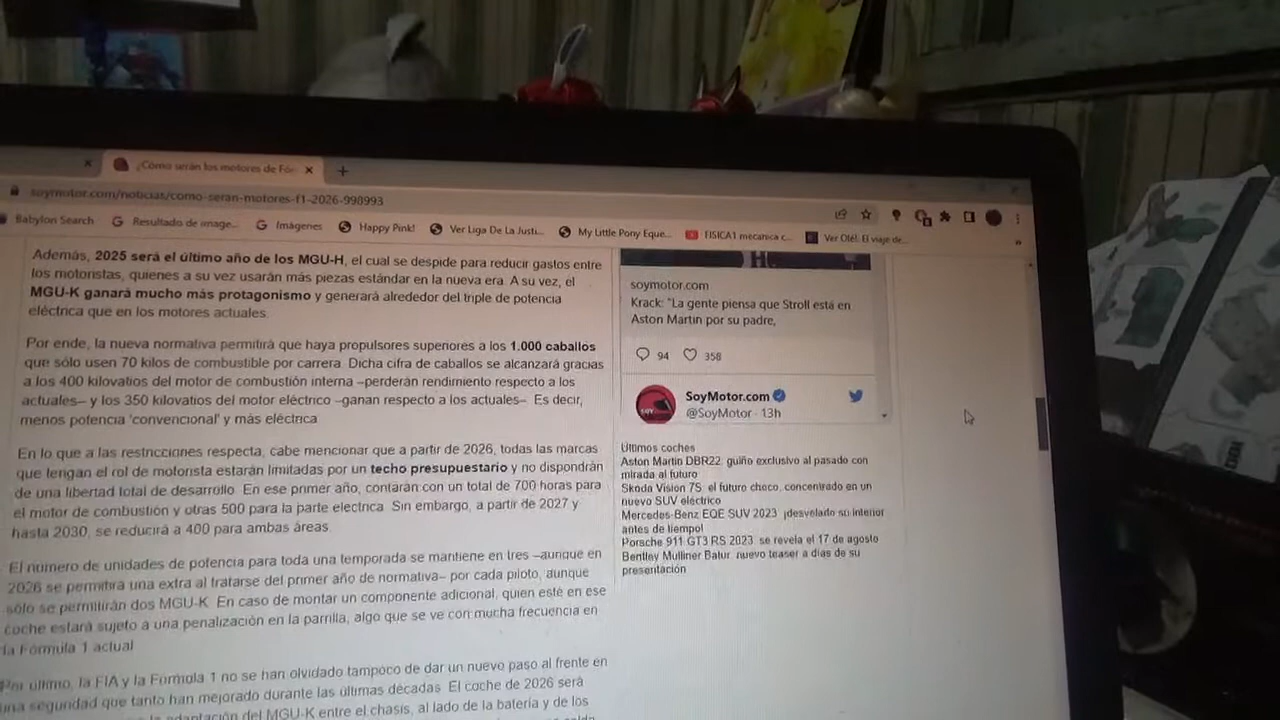 ¿Cómo serán los motores de Fór
soymotor.com/noticias/como-seran-motores-f1-2026-998993
Babylon Search
Resultado de image...
Imágenes
Happy Pink!
Ver Liga De La Justi...
My Little Pony Eque...
FISICA1 mecanica c...
Ver Olé!. El viaje de...
Además, 2025 será el último año de los MGU-H, el cual se despide para reducir gastos entre
los motoristas, quienes a su vez usarán más piezas estándar en la nueva era. A su vez, el
MGU-K ganará mucho más protagonismo y generará alrededor del triple de potencia
eléctrica que en los motores actuales.
Por ende, la nueva normativa permitirá que haya propulsores superiores a los 1.000 caballos
que sólo usen 70 kilos de combustible por carrera. Dicha cifra de caballos se alcanzará gracias
a los 400 kilovatios del motor de combustión interna –perderán rendimiento respecto a los
actuales– y los 350 kilovatios del motor eléctrico –ganan respecto a los actuales–. Es decir,
menos potencia 'convencional' y más eléctrica.
En lo que a las restricciones respecta, cabe mencionar que a partir de 2026, todas las marcas
que tengan el rol de motorista estarán limitadas por un techo presupuestario y no dispondrán
de una libertad total de desarrollo. En ese primer año, contarán con un total de 700 horas para
el motor de combustión y otras 500 para la parte eléctrica. Sin embargo, a partir de 2027 y
hasta 2030, se reducirá a 400 para ambas áreas.
El número de unidades de potencia para toda una temporada se mantiene en tres –aunque en
2026 se permitirá una extra al tratarse del primer año de normativa– por cada piloto, aunque
sólo se permitirán dos MGU-K. En caso de montar un componente adicional, quien esté en ese
coche estará sujeto a una penalización en la parrilla, algo que se ve con mucha frecuencia en
la Fórmula 1 actual.
Por último, la FIA y la Fórmula 1 no se han olvidado tampoco de dar un nuevo paso al frente en
una seguridad que tanto han mejorado durante las últimas décadas. El coche de 2026 será
adaptación del MGU-K entre el chasis, al lado de la batería y de los
soymotor.com
Krack: "La gente piensa que Stroll está en
Aston Martin por su padre,
94 358
SoyMotor.com
@SoyMotor · 13h
Últimos coches
Aston Martin DBR22: guiño exclusivo al pasado con
mirada al futuro
Skoda Vision 7S: el futuro checo, concentrado en un
nuevo SUV eléctrico
Mercedes-Benz EQE SUV 2023: ¡desvelado su interior
antes de tiempo!
Porsche 911 GT3 RS 2023: se revela el 17 de agosto
Bentley Mulliner Batur: nuevo teaser a días de su
presentación